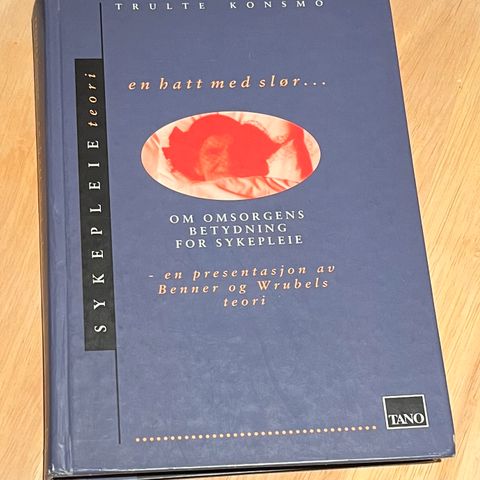 TRULTE KONSMO
en hatt med slør...
SYKEPLEIE teori
OM OMSORGENS
BETYDNING
FOR SYKEPLEIE
- en presentasjon av
Benner og Wrubels
teori
TANO